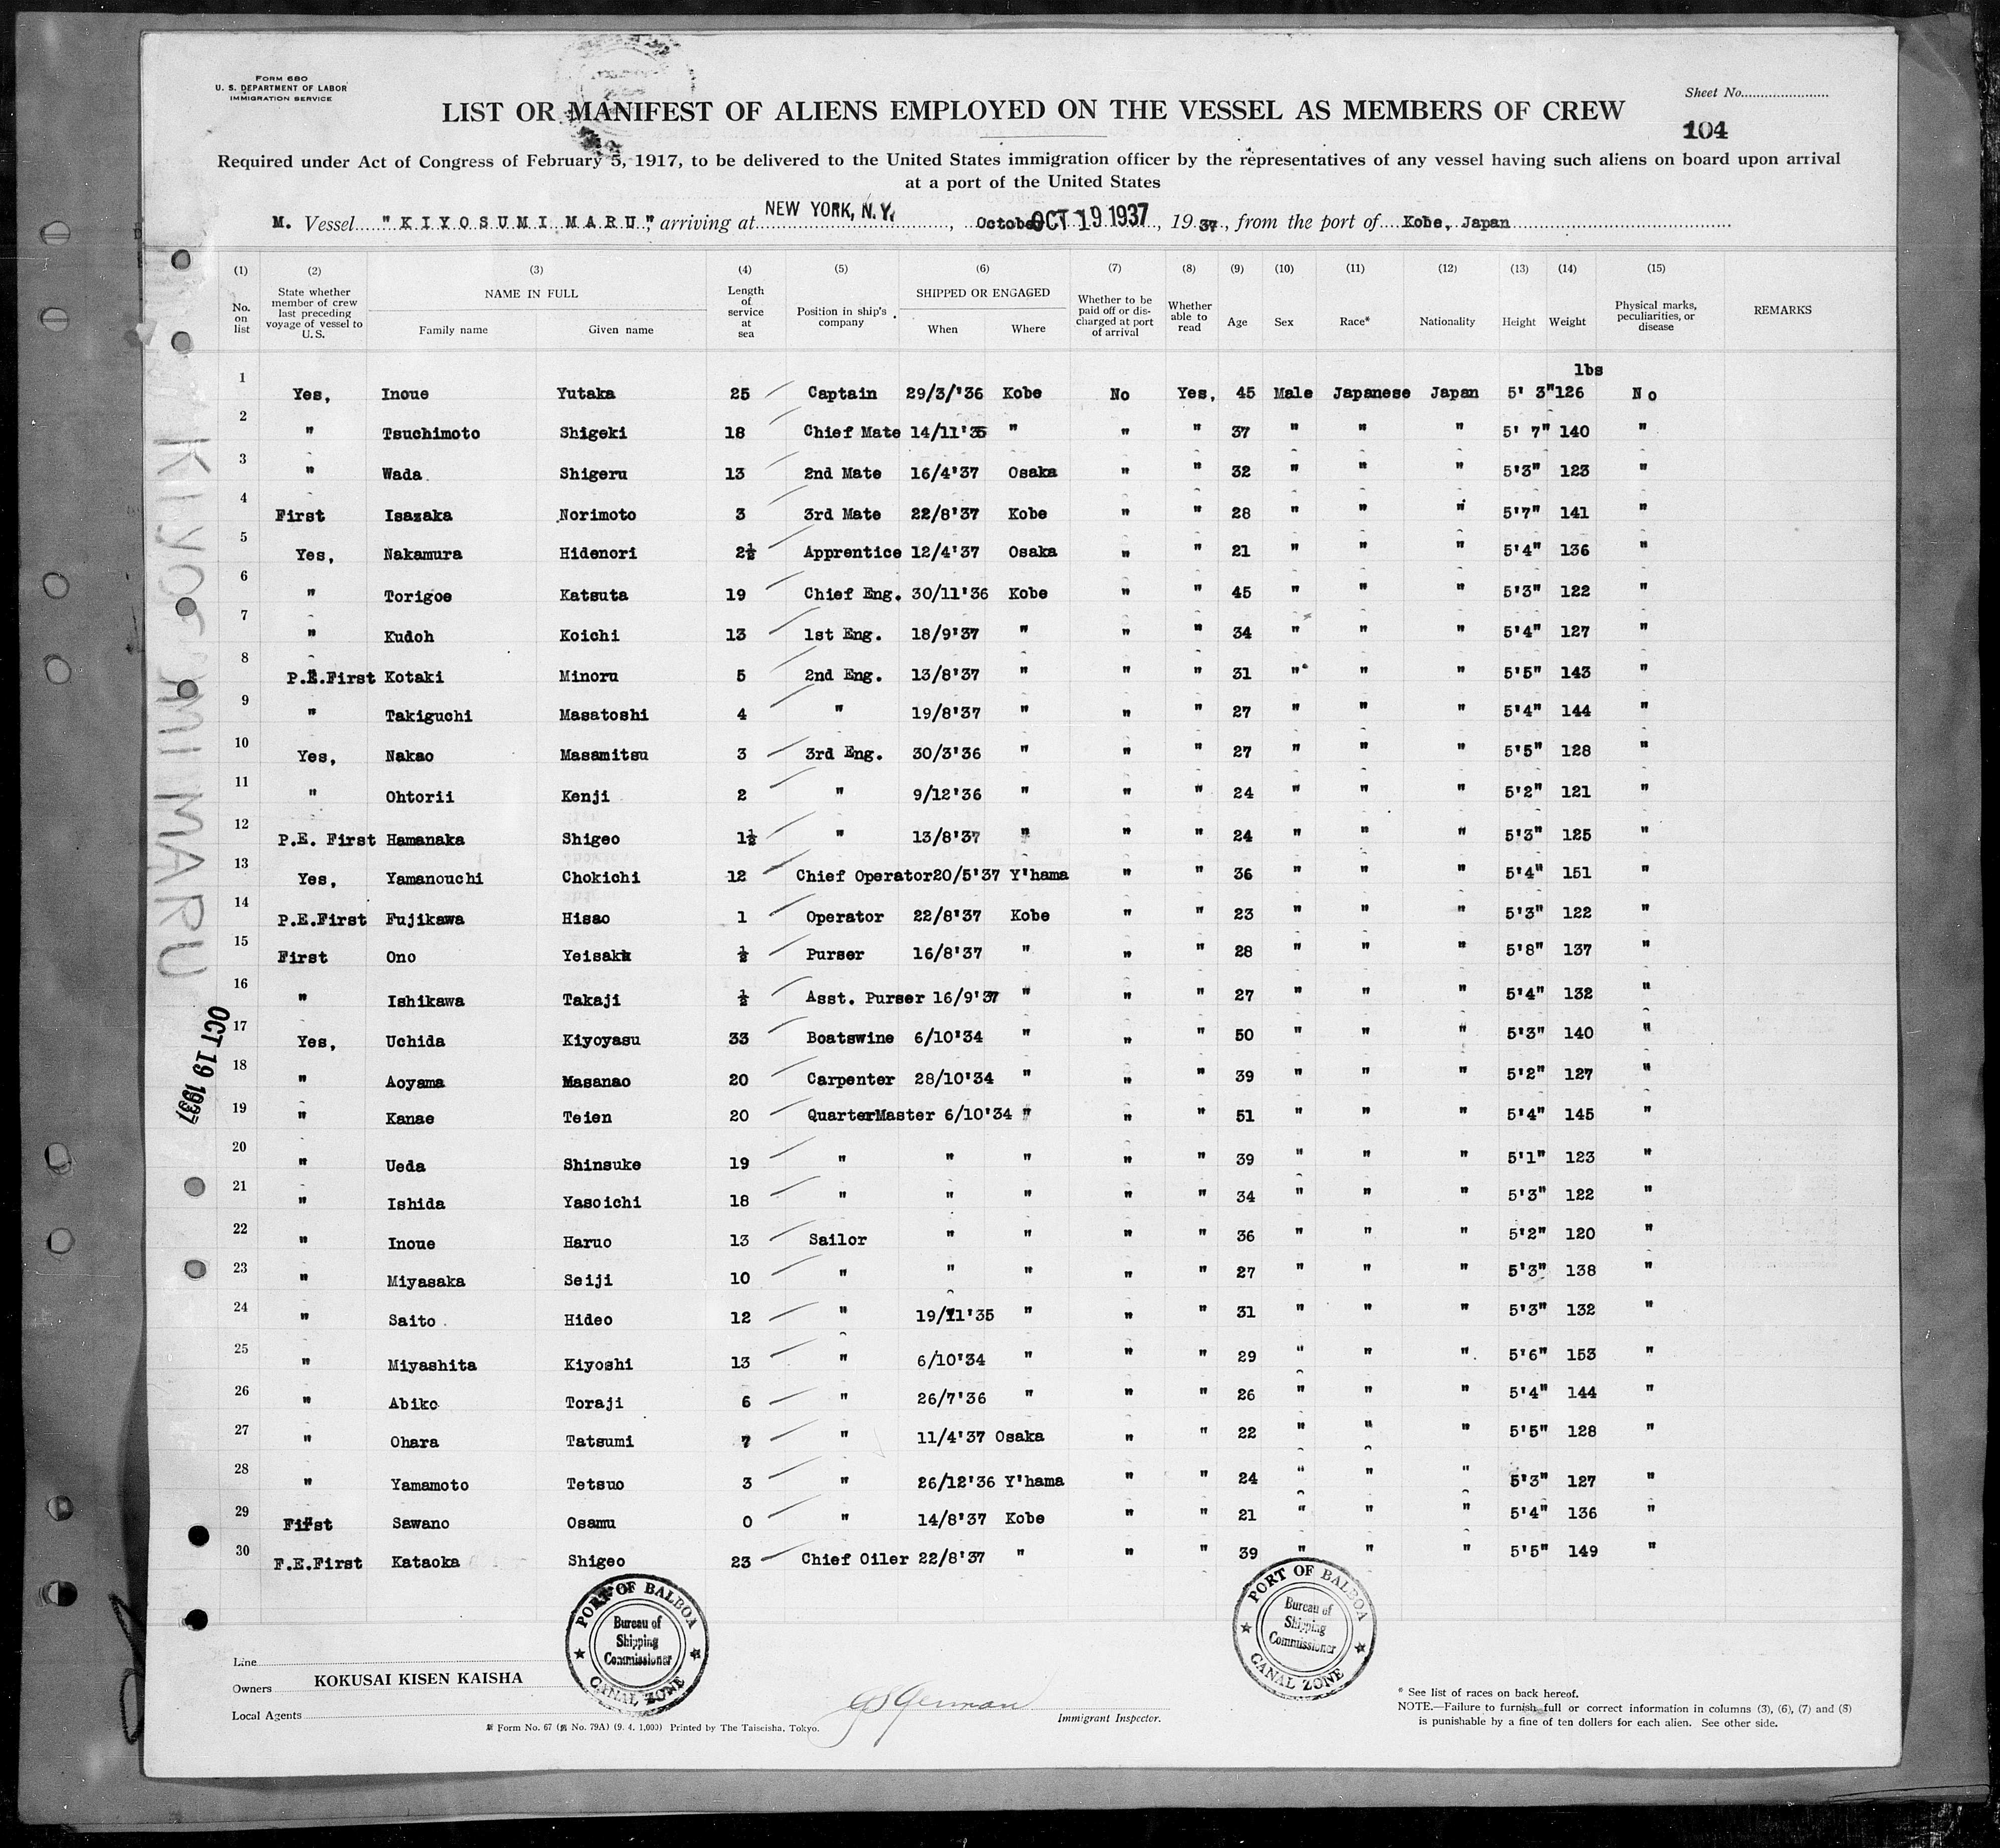 FORM 680
U. S. DEPARTMENT OF LABOR
IMMIGRATION SERVICE
Sheet No.
LIST OR MANIFEST OF ALIENS EMPLOYED ON THE VESSEL AS MEMBERS OF CREW
104
Required under Act of Congress of February 5, 1917, to be delivered to the United States immigration officer by the representatives of any vessel having such aliens on board upon arrival
at a port of the United States
M. Vessel "KIYOSUMI MARU", arriving at NEW YORK, N.Y., October OCT 19 1937, 1937, from the port of Kobe, Japan
(1) (2) (3) (4) (5) (6) (7) (8) (9) (10) (11) (12) (13) (14) (15)
No. on list | State whether member of crew last preceding voyage of vessel to U.S. | NAME IN FULL Family name Given name | Length of service at sea | Position in ship's company | SHIPPED OR ENGAGED When Where | Whether to be paid off or discharged at port of arrival | Whether able to read | Age | Sex | Race* | Nationality | Height | Weight | Physical marks, peculiarities, or disease | REMARKS
lbs
1 Yes, Inoue Yutaka 25 Captain 29/3/'36 Kobe No Yes, 45 Male Japanese Japan 5' 3" 126 No
2 " Tsuchimoto Shigeki 18 Chief Mate 14/11'35 " " " 37 " " " 5' 7" 140 "
3 " Wada Shigeru 13 2nd Mate 16/4'37 Osaka " " 32 " " " 5'3" 123 "
4 First Isazaka Norimoto 3 3rd Mate 22/8'37 Kobe " " 28 " " " 5'7" 141 "
5 Yes, Nakamura Hidenori 2½ Apprentice 12/4'37 Osaka " " 21 " " " 5'4" 136 "
6 " Torigoe Katsuta 19 Chief Eng. 30/11'36 Kobe " " 45 " " " 5'3" 122 "
7 " Kudoh Koichi 13 1st Eng. 18/9'37 " " " 34 " " " 5'4" 127 "
8 P.E.First Kotaki Minoru 5 2nd Eng. 13/8'37 " " " 31 " " " 5'5" 143 "
9 " Takiguchi Masatoshi 4 " 19/8'37 " " " 27 " " " 5'4" 144 "
10 Yes, Nakao Masamitsu 3 3rd Eng. 30/3'36 " " " 27 " " " 5'5" 128 "
11 " Ohtorii Kenji 2 " 9/12'36 " " " 24 " " " 5'2" 121 "
12 P.E. First Hamanaka Shigeo 1½ " 13/8'37 " " " 24 " " " 5'3" 125 "
13 Yes, Yamanouchi Chokichi 12 Chief Operator 20/5'37 Y'hama " " 36 " " " 5'4" 151 "
14 P.E.First Fujikawa Hisao 1 Operator 22/8'37 Kobe " " 23 " " " 5'3" 122 "
15 First Ono Yeisaku ½ Purser 16/8'37 " " " 28 " " " 5'8" 137 "
16 " Ishikawa Takaji ½ Asst. Purser 16/9'37 " " " 27 " " " 5'4" 132 "
17 Yes, Uchida Kiyoyasu 33 Boatswine 6/10'34 " " " 50 " " " 5'3" 140 "
18 " Aoyama Masanao 20 Carpenter 28/10'34 " " " 39 " " " 5'2" 127 "
19 " Kanae Teien 20 QuarterMaster 6/10'34 " " " 51 " " " 5'4" 145 "
20 " Ueda Shinsuke 19 " " " " " 39 " " " 5'1" 123 "
21 " Ishida Yasoichi 18 " " " " " 34 " " " 5'3" 122 "
22 " Inoue Haruo 13 Sailor " " " " 36 " " " 5'2" 120 "
23 " Miyasaka Seiji 10 " " " " " 27 " " " 5'3" 138 "
24 " Saito Hideo 12 " 19/11'35 " " " 31 " " " 5'3" 132 "
25 " Miyashita Kiyoshi 13 " 6/10'34 " " " 29 " " " 5'6" 153 "
26 " Abiko Toraji 6 " 26/7'36 " " " 26 " " " 5'4" 144 "
27 " Ohara Tatsumi 7 " 11/4'37 Osaka " " 22 " " " 5'5" 128 "
28 " Yamamoto Tetsuo 3 " 26/12'36 Y'hama " " 24 " " " 5'3" 127 "
29 First Sawano Osamu 0 " 14/8'37 Kobe " " 21 " " " 5'4" 136 "
30 F.E.First Kataoka Shigeo 23 Chief Oiler 22/8'37 " " " 39 " " " 5'5" 149 "
KIYOSUMI MARU
OCT 19 1937
PORT OF BALBOA Bureau of Shipping Commissioner CANAL ZONE
PORT OF BALBOA Bureau of Shipping Commissioner CANAL ZONE
Line
Owners KOKUSAI KISEN KAISHA
Local Agents
Form No. 67 (No. 79A) (9. 4. 1,000) Printed by The Taiseisha, Tokyo.
Immigrant Inspector.
* See list of races on back hereof.
NOTE.—Failure to furnish full or correct information in columns (3), (6), (7) and (8)
is punishable by a fine of ten dollars for each alien. See other side.